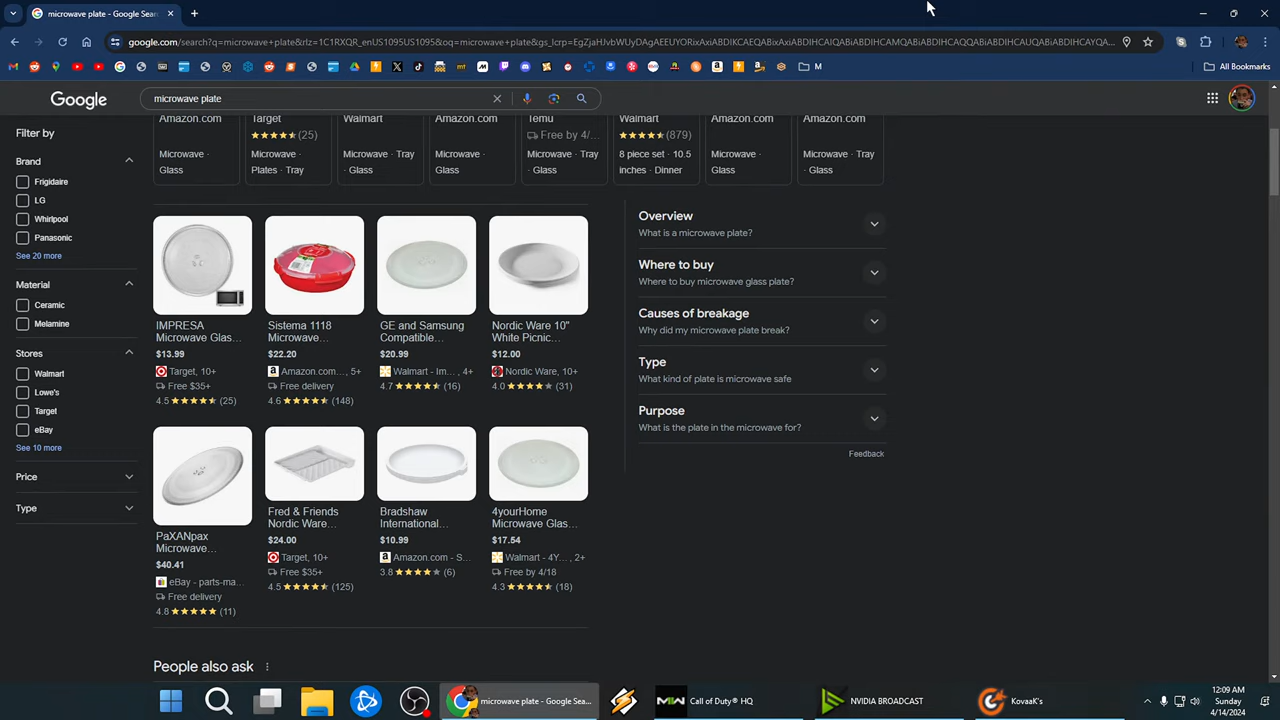 microwave plate - Google Sear
google.com/search?q=microwave+plate&rlz=1C1RXQR_enUS1095US1095&oq=microwave+plate&gs_lcrp=
All Bookmarks
M
Google
microwave plate
Filter by
Brand
Frigidaire
LG
Whirlpool
Panasonic
See 20 more
Material
Ceramic
Melamine
Stores
Walmart
Lowe's
Target
eBay
See 10 more
Price
Type
Amazon.com
Target
Walmart
Amazon.com
Temu
Walmart
Amazon.com
Amazon.com
(25)
Free by 4/...
(879)
Microwave · Glass
Microwave · Plates · Tray
Microwave · Tray · Glass
Microwave · Glass
Microwave · Tray · Glass
8 piece set · 10.5 inches · Dinner
Microwave · Glass
Microwave · Tray · Glass
IMPRESA
Microwave Glas...
$13.99
Target, 10+
Free $35+
4.5 (25)
Sistema 1118
Microwave...
$22.20
Amazon.com..., 5+
Free delivery
4.6 (148)
GE and Samsung
Compatible...
$20.99
Walmart - Im..., 4+
4.7 (16)
Nordic Ware 10"
White Picnic...
$12.00
Nordic Ware, 10+
4.0 (31)
PaXANpax
Microwave...
$40.41
eBay - parts-ma...
Free delivery
4.8 (11)
Fred & Friends
Nordic Ware...
$24.00
Target, 10+
Free $35+
4.5 (125)
Bradshaw
International...
$10.99
Amazon.com - S...
3.8 (6)
4yourHome
Microwave Glas...
$17.54
Walmart - 4Y..., 2+
Free by 4/18
4.3 (18)
Overview
What is a microwave plate?
Where to buy
Where to buy microwave glass plate?
Causes of breakage
Why did my microwave plate break?
Type
What kind of plate is microwave safe
Purpose
What is the plate in the microwave for?
Feedback
People also ask
microwave plate - Google Sea...
Call of Duty® HQ
NVIDIA BROADCAST
KovaaK's
12:09 AM
Sunday
4/14/2024